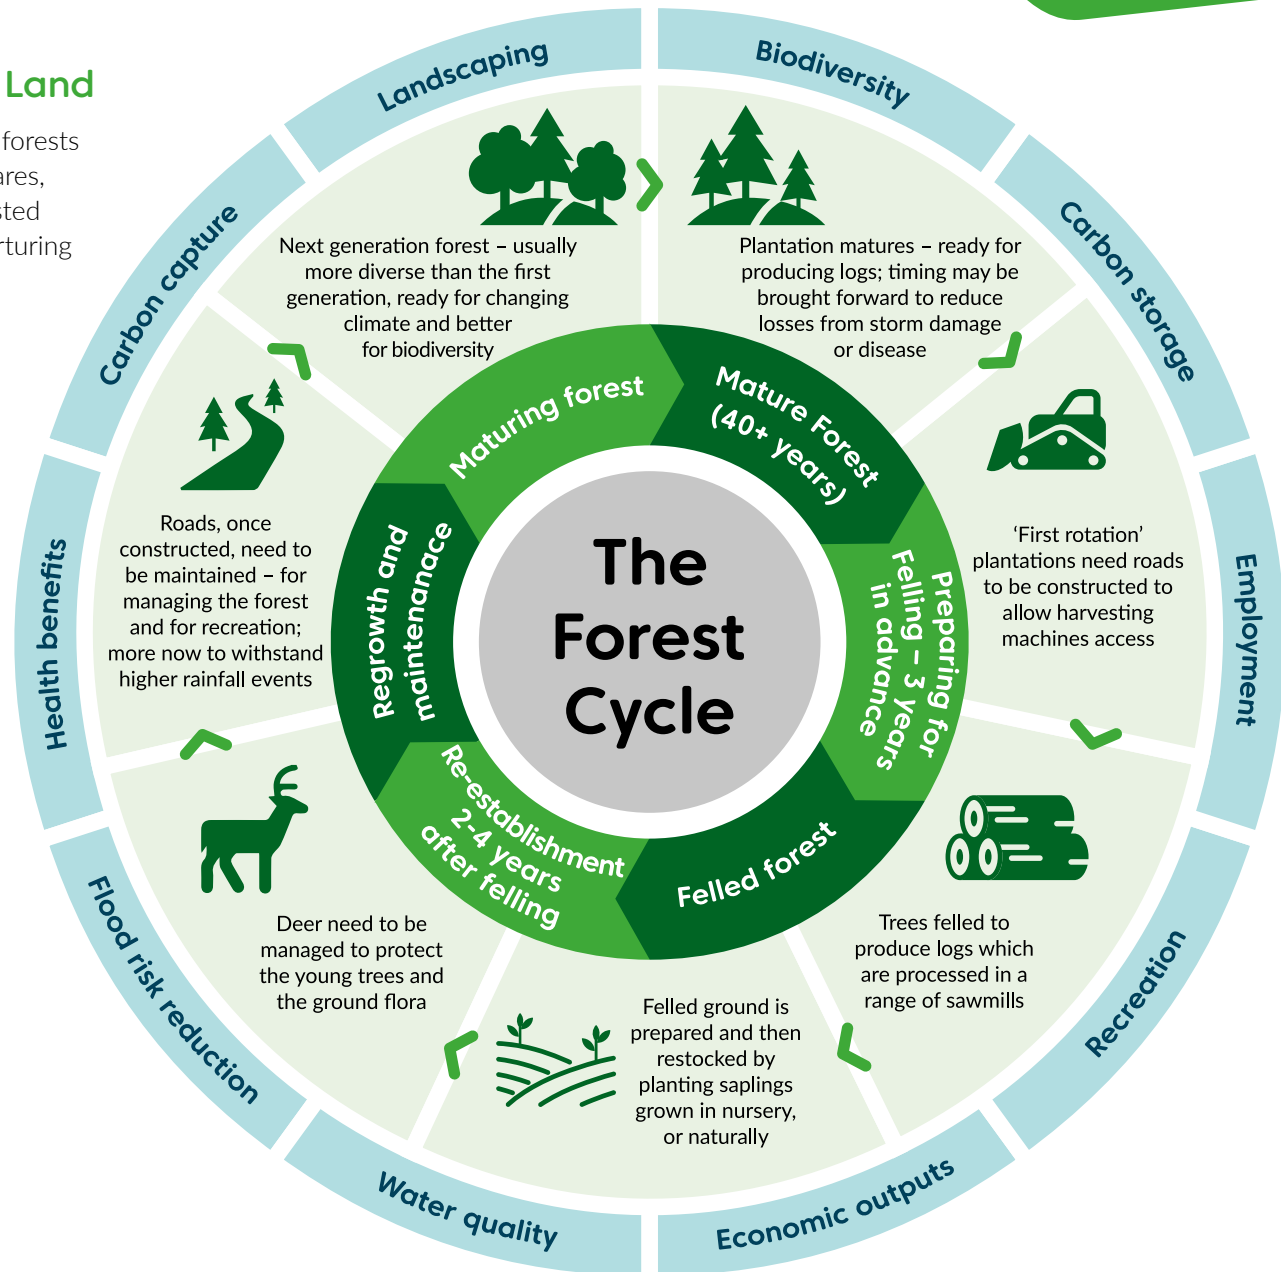 Land
forests
ares,
sted
rturing
Landscaping
Biodiversity
Carbon storage
Employment
Recreation
Economic outputs
Water quality
Flood risk reduction
Health benefits
Carbon capture
Next generation forest – usually
more diverse than the first
generation, ready for changing
climate and better
for biodiversity
Plantation matures – ready for
producing logs; timing may be
brought forward to reduce
losses from storm damage
or disease
‘First rotation’
plantations need roads
to be constructed to
allow harvesting
machines access
Trees felled to
produce logs which
are processed in a
range of sawmills
Felled ground is
prepared and then
restocked by
planting saplings
grown in nursery,
or naturally
Deer need to be
managed to protect
the young trees and
the ground flora
Roads, once
constructed, need to
be maintained – for
managing the forest
and for recreation;
more now to withstand
higher rainfall events
Maturing forest
Mature Forest
(40+ years)
Preparing for
Felling – 3 years
in advance
Felled forest
Re-establishment
2-4 years
after felling
Regrowth and
maintenanace
The
Forest
Cycle